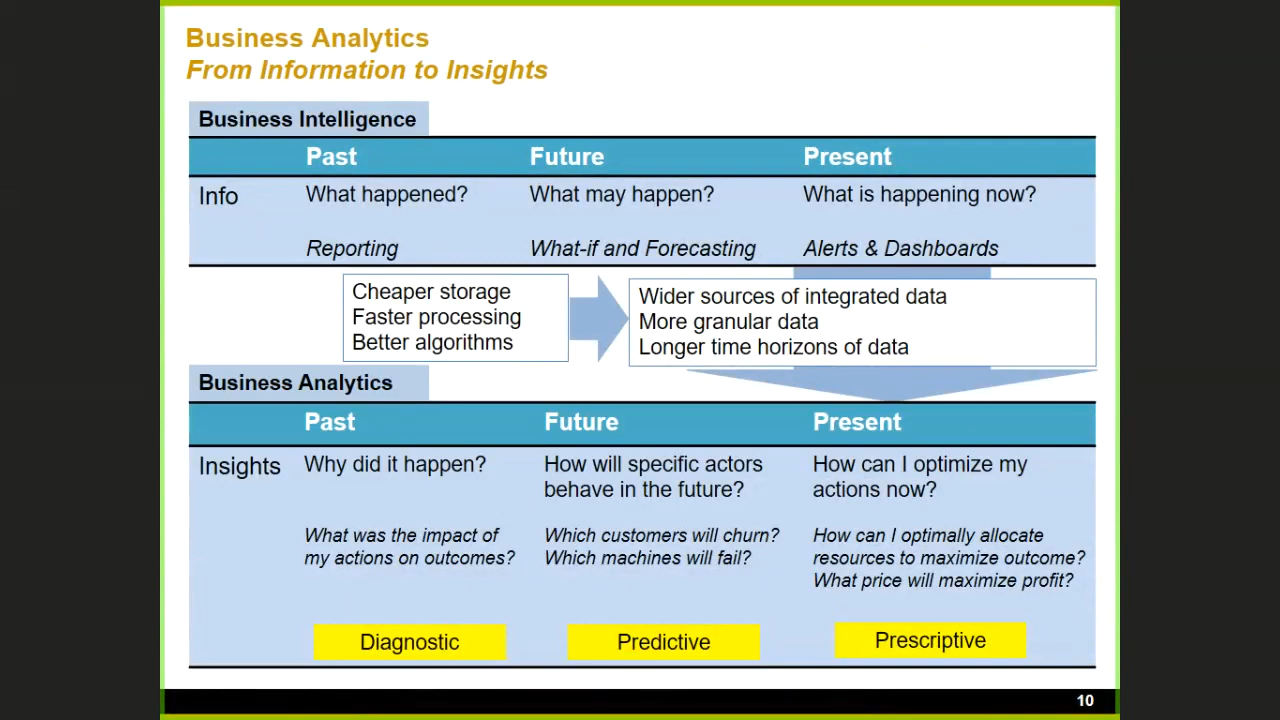 Business Analytics
From Information to Insights
Business Intelligence
Past Future Present
Info What happened? What may happen? What is happening now?
Reporting What-if and Forecasting Alerts & Dashboards
Cheaper storage
Faster processing
Better algorithms
Wider sources of integrated data
More granular data
Longer time horizons of data
Business Analytics
Past Future Present
Insights Why did it happen?
How will specific actors
behave in the future?
How can I optimize my
actions now?
What was the impact of
my actions on outcomes?
Which customers will churn?
Which machines will fail?
How can I optimally allocate
resources to maximize outcome?
What price will maximize profit?
Diagnostic Predictive Prescriptive
10